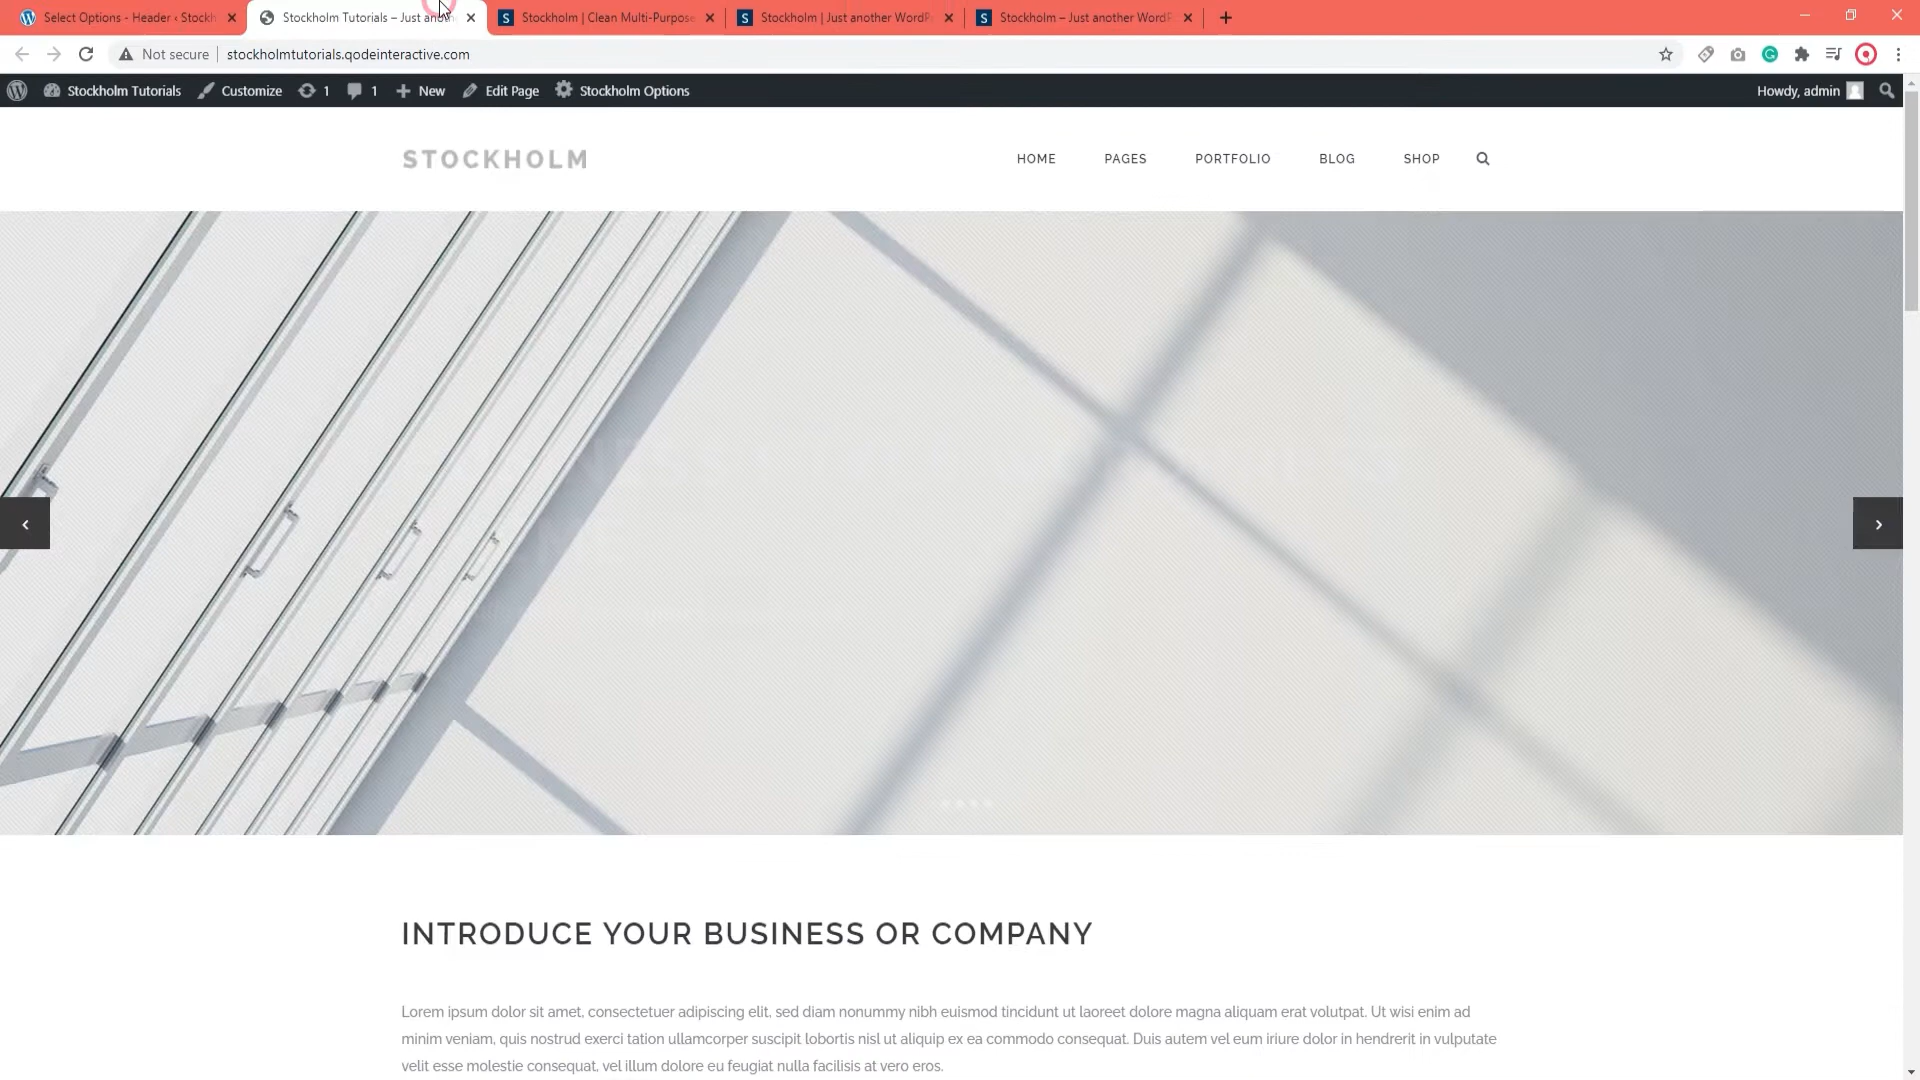 Select Options - Header ‹ Stockh
Stockholm Tutorials – Just ano
Stockholm | Clean Multi-Purpose
Stockholm | Just another WordP
Stockholm – Just another WordP
Not secure
stockholmtutorials.qodeinteractive.com
Stockholm Tutorials
Customize
1
1
New
Edit Page
Stockholm Options
Howdy, admin
STOCKHOLM
HOME
PAGES
PORTFOLIO
BLOG
SHOP
INTRODUCE YOUR BUSINESS OR COMPANY
Lorem ipsum dolor sit amet, consectetuer adipiscing elit, sed diam nonummy nibh euismod tincidunt ut laoreet dolore magna aliquam erat volutpat. Ut wisi enim ad
minim veniam, quis nostrud exerci tation ullamcorper suscipit lobortis nisl ut aliquip ex ea commodo consequat. Duis autem vel eum iriure dolor in hendrerit in vulputate
velit esse molestie consequat, vel illum dolore eu feugiat nulla facilisis at vero eros.